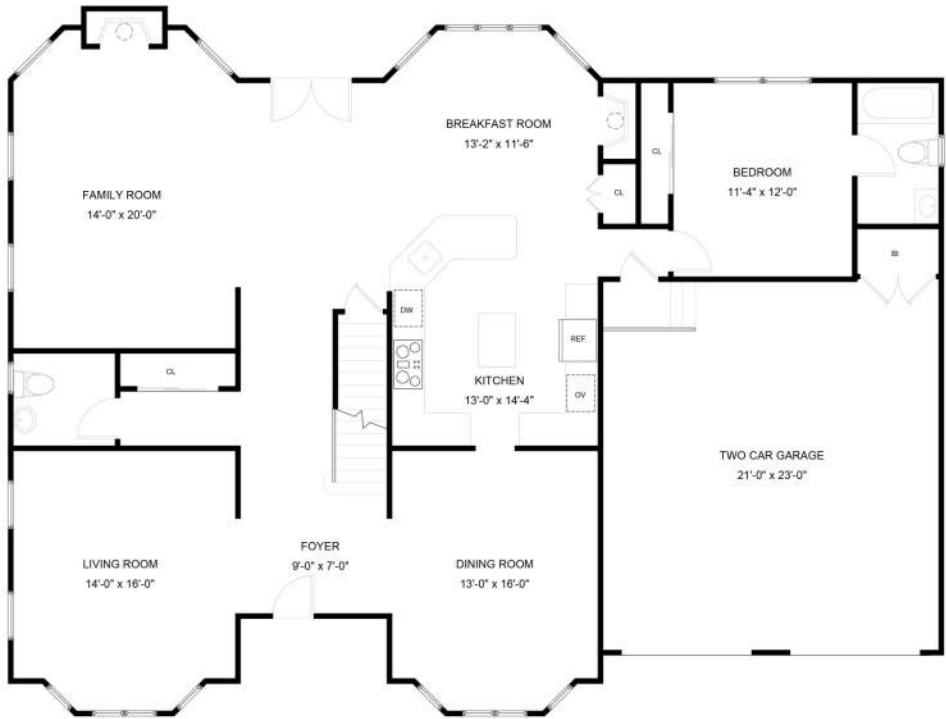 BREAKFAST ROOM
13'-2" x 11'-6"
CL
BEDROOM
11'-4" x 12'-0"
FAMILY ROOM
14'-0" x 20'-0"
CL
DW
REF.
CL
KITCHEN
13'-0" x 14'-4"
OV
TWO CAR GARAGE
21'-0" x 23'-0"
FOYER
9'-0" x 7'-0"
LIVING ROOM
14'-0" x 16'-0"
DINING ROOM
13'-0" x 16'-0"